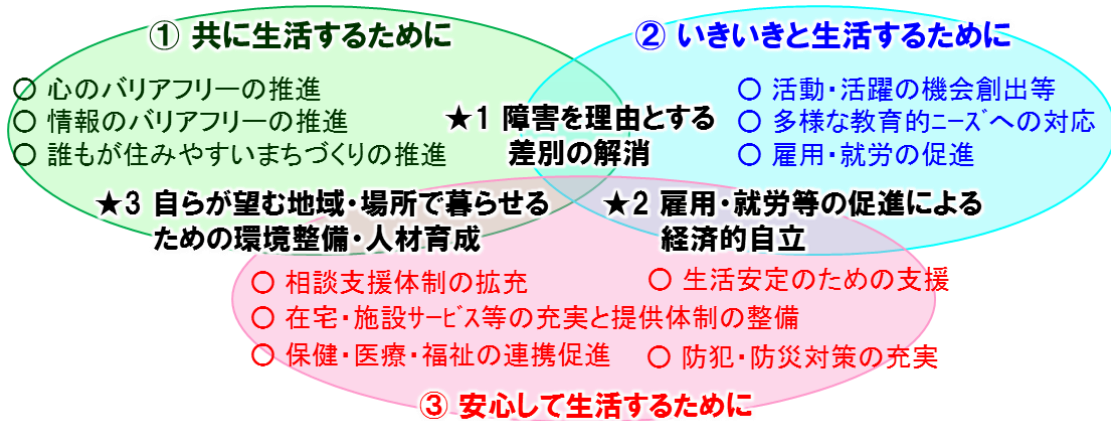 ① 共に生活するために
○ 心のバリアフリーの推進
○ 情報のバリアフリーの推進
○ 誰もが住みやすいまちづくりの推進
② いきいきと生活するために
○ 活動・活躍の機会創出等
○ 多様な教育的ﾆｰｽﾞへの対応
○ 雇用・就労の促進
★1 障害を理由とする
差別の解消
★3 自らが望む地域・場所で暮らせる
ための環境整備・人材育成
★2 雇用・就労等の促進による
経済的自立
○ 相談支援体制の拡充
○ 生活安定のための支援
○ 在宅・施設ｻｰﾋﾞｽ等の充実と提供体制の整備
○ 保健・医療・福祉の連携促進
○ 防犯・防災対策の充実
③ 安心して生活するために